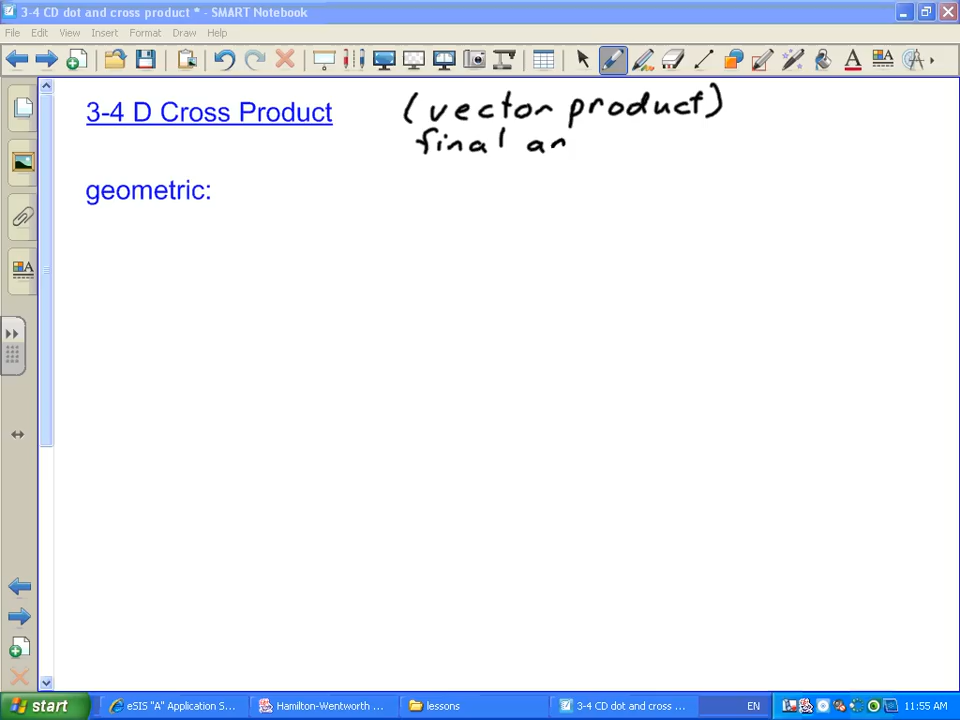 3-4 CD dot and cross product * - SMART Notebook
File Edit View Insert Format Draw Help
3-4 D Cross Product (vector product)
final an
geometric:
start eSIS "A" Application S... Hamilton-Wentworth ... lessons 3-4 CD dot and cross ... EN 11:55 AM